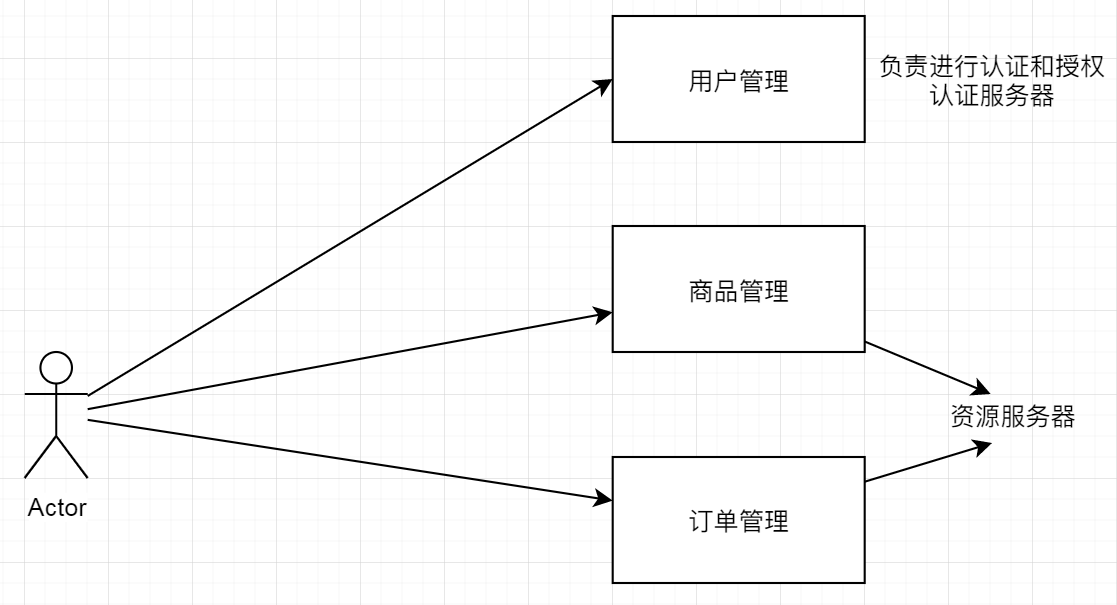 用户管理
负责进行认证和授权
认证服务器
商品管理
资源服务器
Actor
订单管理